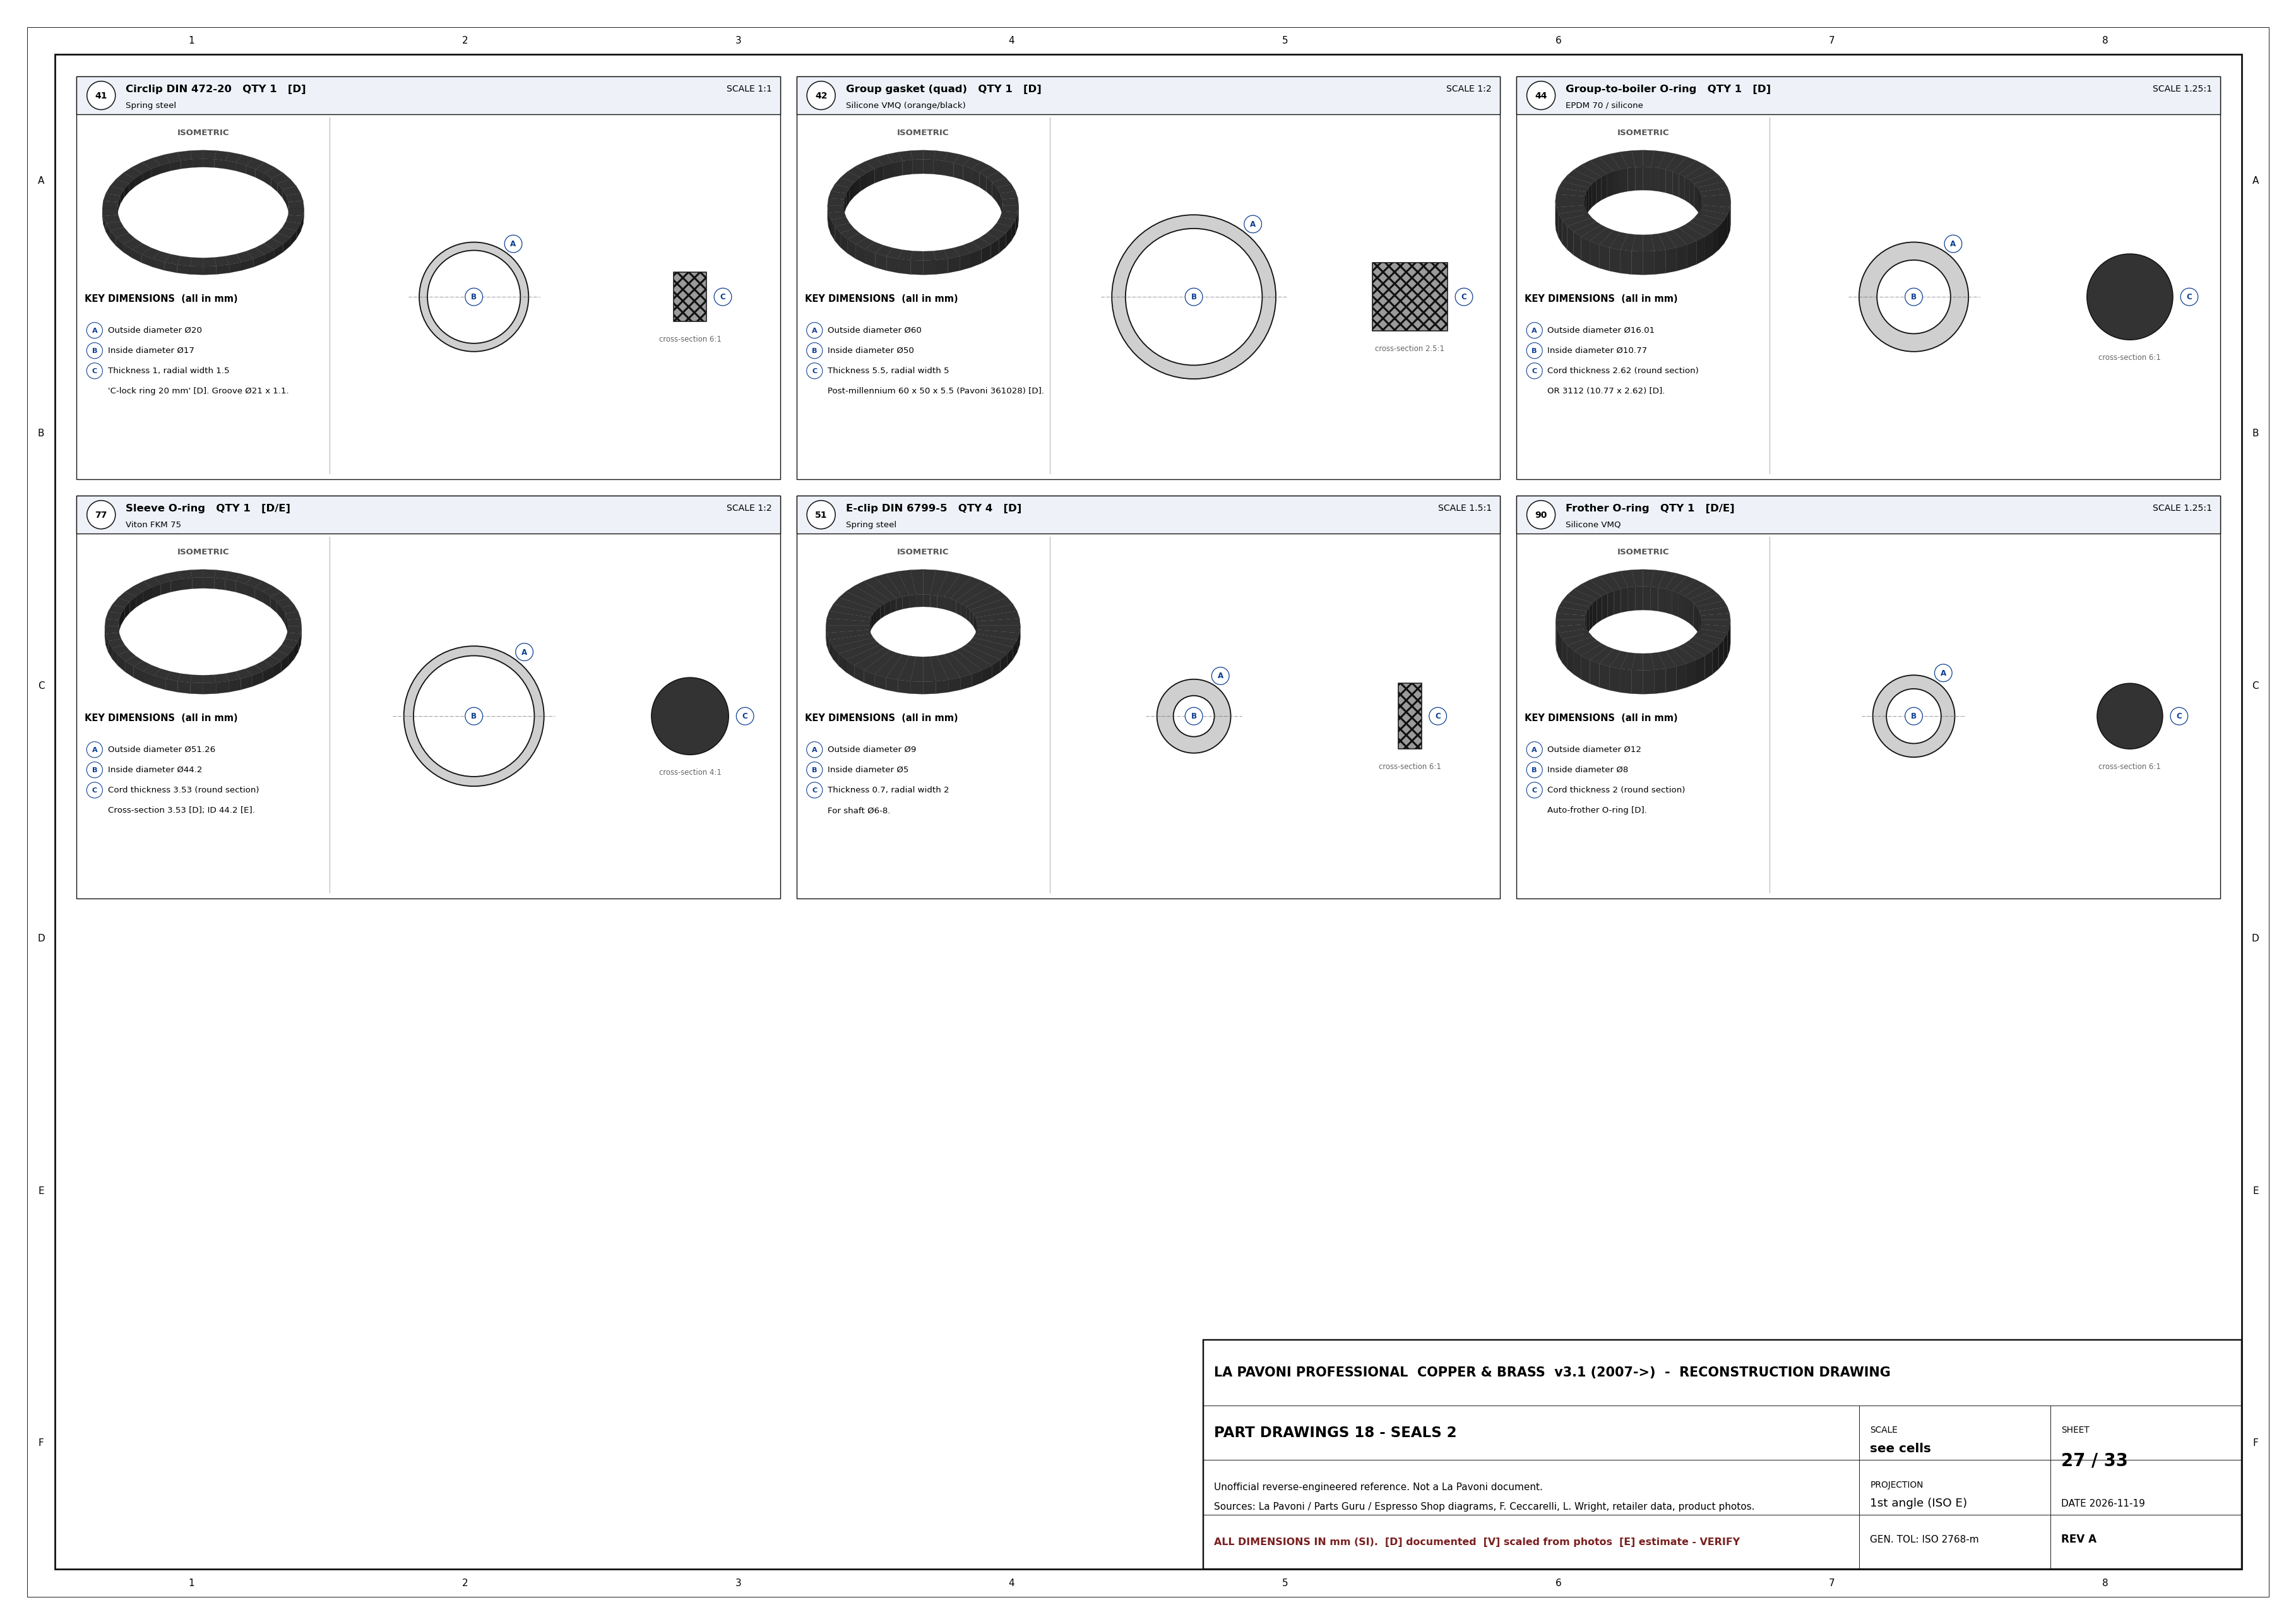 1 2 3 4 5 6 7 8
A A
B B
C C
D D
E E
F F
41 Circlip DIN 472-20 QTY 1 [D] SCALE 1:1
Spring steel
ISOMETRIC
A
B
C
cross-section 6:1
KEY DIMENSIONS (all in mm)
A Outside diameter Ø20
B Inside diameter Ø17
C Thickness 1, radial width 1.5
'C-lock ring 20 mm' [D]. Groove Ø21 x 1.1.
42 Group gasket (quad) QTY 1 [D] SCALE 1:2
Silicone VMQ (orange/black)
ISOMETRIC
A
B
C
cross-section 2.5:1
KEY DIMENSIONS (all in mm)
A Outside diameter Ø60
B Inside diameter Ø50
C Thickness 5.5, radial width 5
Post-millennium 60 x 50 x 5.5 (Pavoni 361028) [D].
44 Group-to-boiler O-ring QTY 1 [D] SCALE 1.25:1
EPDM 70 / silicone
ISOMETRIC
A
B
C
cross-section 6:1
KEY DIMENSIONS (all in mm)
A Outside diameter Ø16.01
B Inside diameter Ø10.77
C Cord thickness 2.62 (round section)
OR 3112 (10.77 x 2.62) [D].
77 Sleeve O-ring QTY 1 [D/E] SCALE 1:2
Viton FKM 75
ISOMETRIC
A
B
C
cross-section 4:1
KEY DIMENSIONS (all in mm)
A Outside diameter Ø51.26
B Inside diameter Ø44.2
C Cord thickness 3.53 (round section)
Cross-section 3.53 [D]; ID 44.2 [E].
51 E-clip DIN 6799-5 QTY 4 [D] SCALE 1.5:1
Spring steel
ISOMETRIC
A
B
C
cross-section 6:1
KEY DIMENSIONS (all in mm)
A Outside diameter Ø9
B Inside diameter Ø5
C Thickness 0.7, radial width 2
For shaft Ø6-8.
90 Frother O-ring QTY 1 [D/E] SCALE 1.25:1
Silicone VMQ
ISOMETRIC
A
B
C
cross-section 6:1
KEY DIMENSIONS (all in mm)
A Outside diameter Ø12
B Inside diameter Ø8
C Cord thickness 2 (round section)
Auto-frother O-ring [D].
LA PAVONI PROFESSIONAL COPPER & BRASS v3.1 (2007->) - RECONSTRUCTION DRAWING
PART DRAWINGS 18 - SEALS 2
SCALE
see cells
SHEET
27 / 33
Unofficial reverse-engineered reference. Not a La Pavoni document.
Sources: La Pavoni / Parts Guru / Espresso Shop diagrams, F. Ceccarelli, L. Wright, retailer data, product photos.
PROJECTION
1st angle (ISO E)
DATE 2026-11-19
ALL DIMENSIONS IN mm (SI). [D] documented [V] scaled from photos [E] estimate - VERIFY
GEN. TOL: ISO 2768-m
REV A
1 2 3 4 5 6 7 8